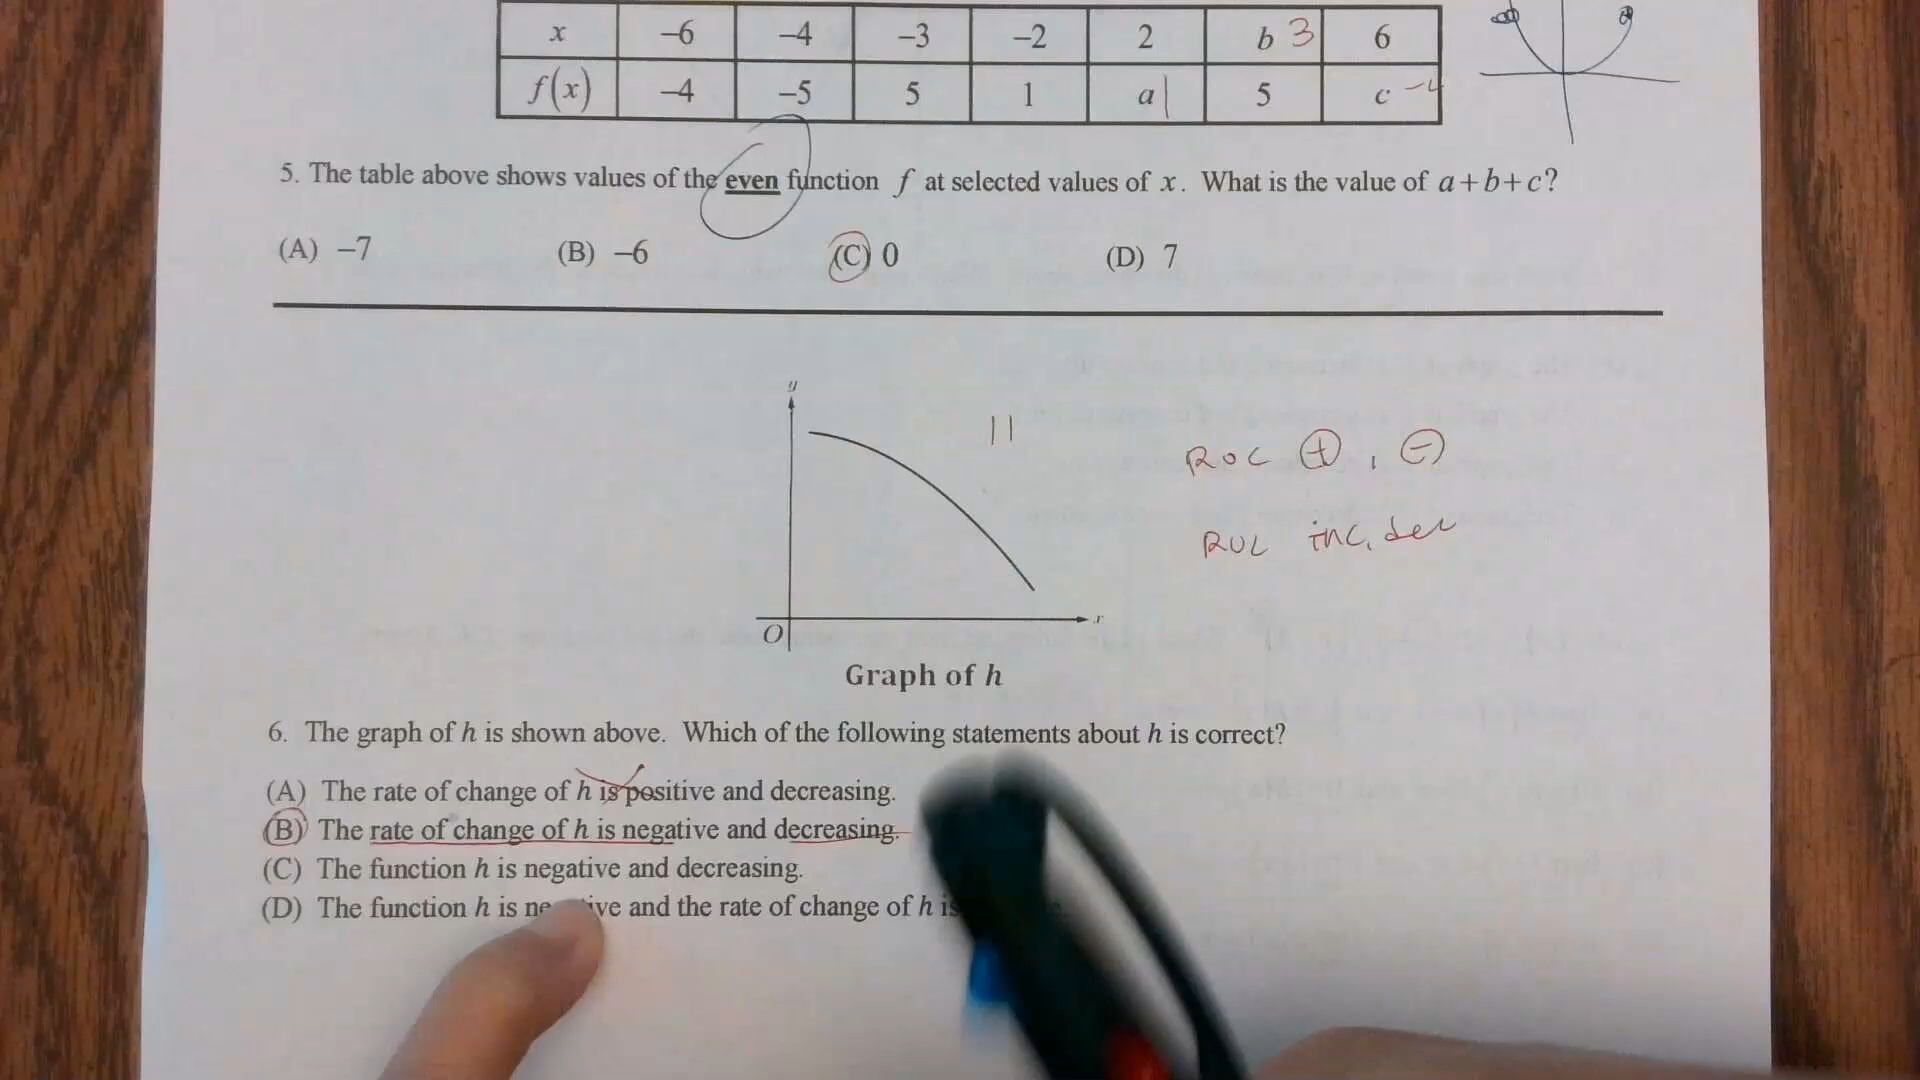 x −6 −4 −3 −2 2 b 3 6
f(x) −4 −5 5 1 a 1 5 c −4
5. The table above shows values of the even function f at selected values of x. What is the value of a+b+c?
(A) −7 (B) −6 (C) 0 (D) 7
y
ROC + , −
ROC inc, dec
O x
Graph of h
6. The graph of h is shown above. Which of the following statements about h is correct?
(A) The rate of change of h is positive and decreasing.
(B) The rate of change of h is negative and decreasing.
(C) The function h is negative and decreasing.
(D) The function h is and the rate of change of h is